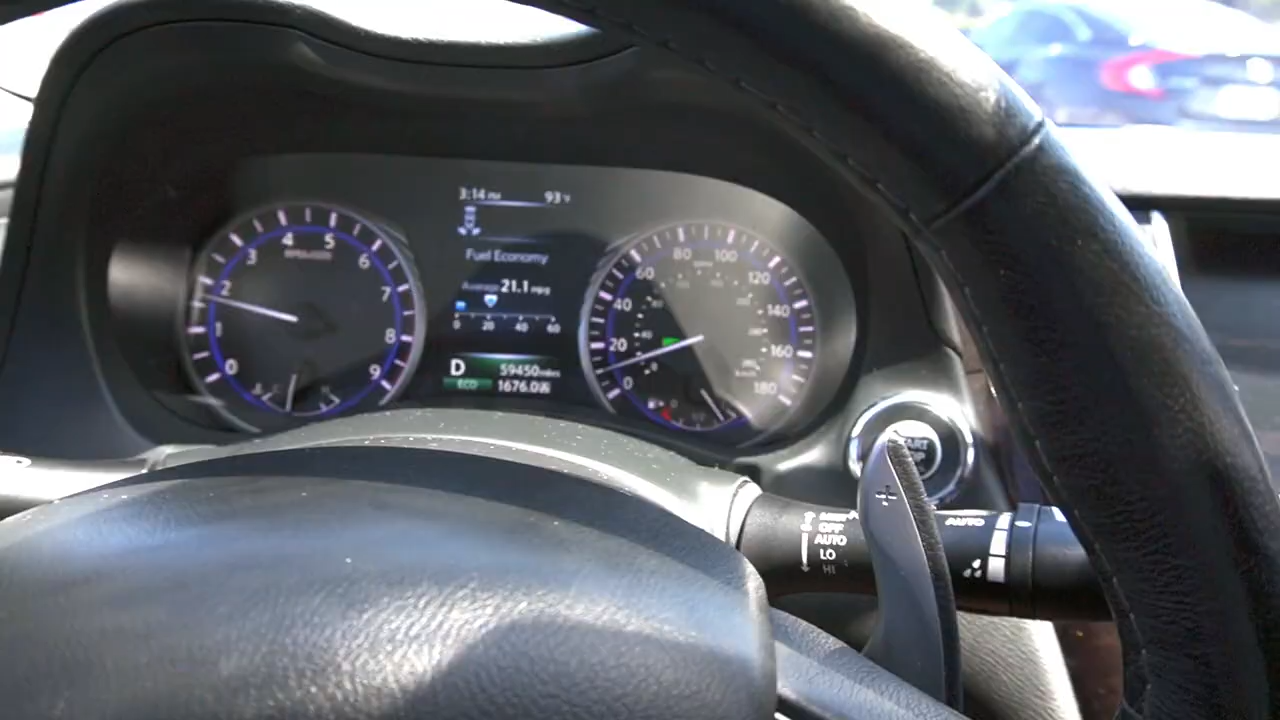 3:14 PM 93°F
Fuel Economy
Average 21.1 mpg
0 20 40 60
D 59450 miles
ECO 1676.0 A
0
1
2
3
4
5
6
7
8
9
0
20
40
60
80
100
120
140
160
180
START
OFF
AUTO
LO
HI
AUTO